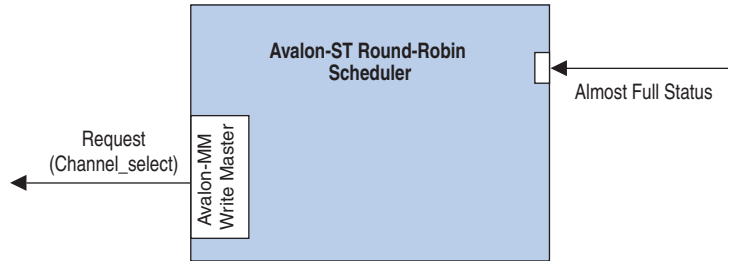 Avalon-ST Round-Robin
Scheduler
Almost Full Status
Request
(Channel_select)
Avalon-MM
Write Master